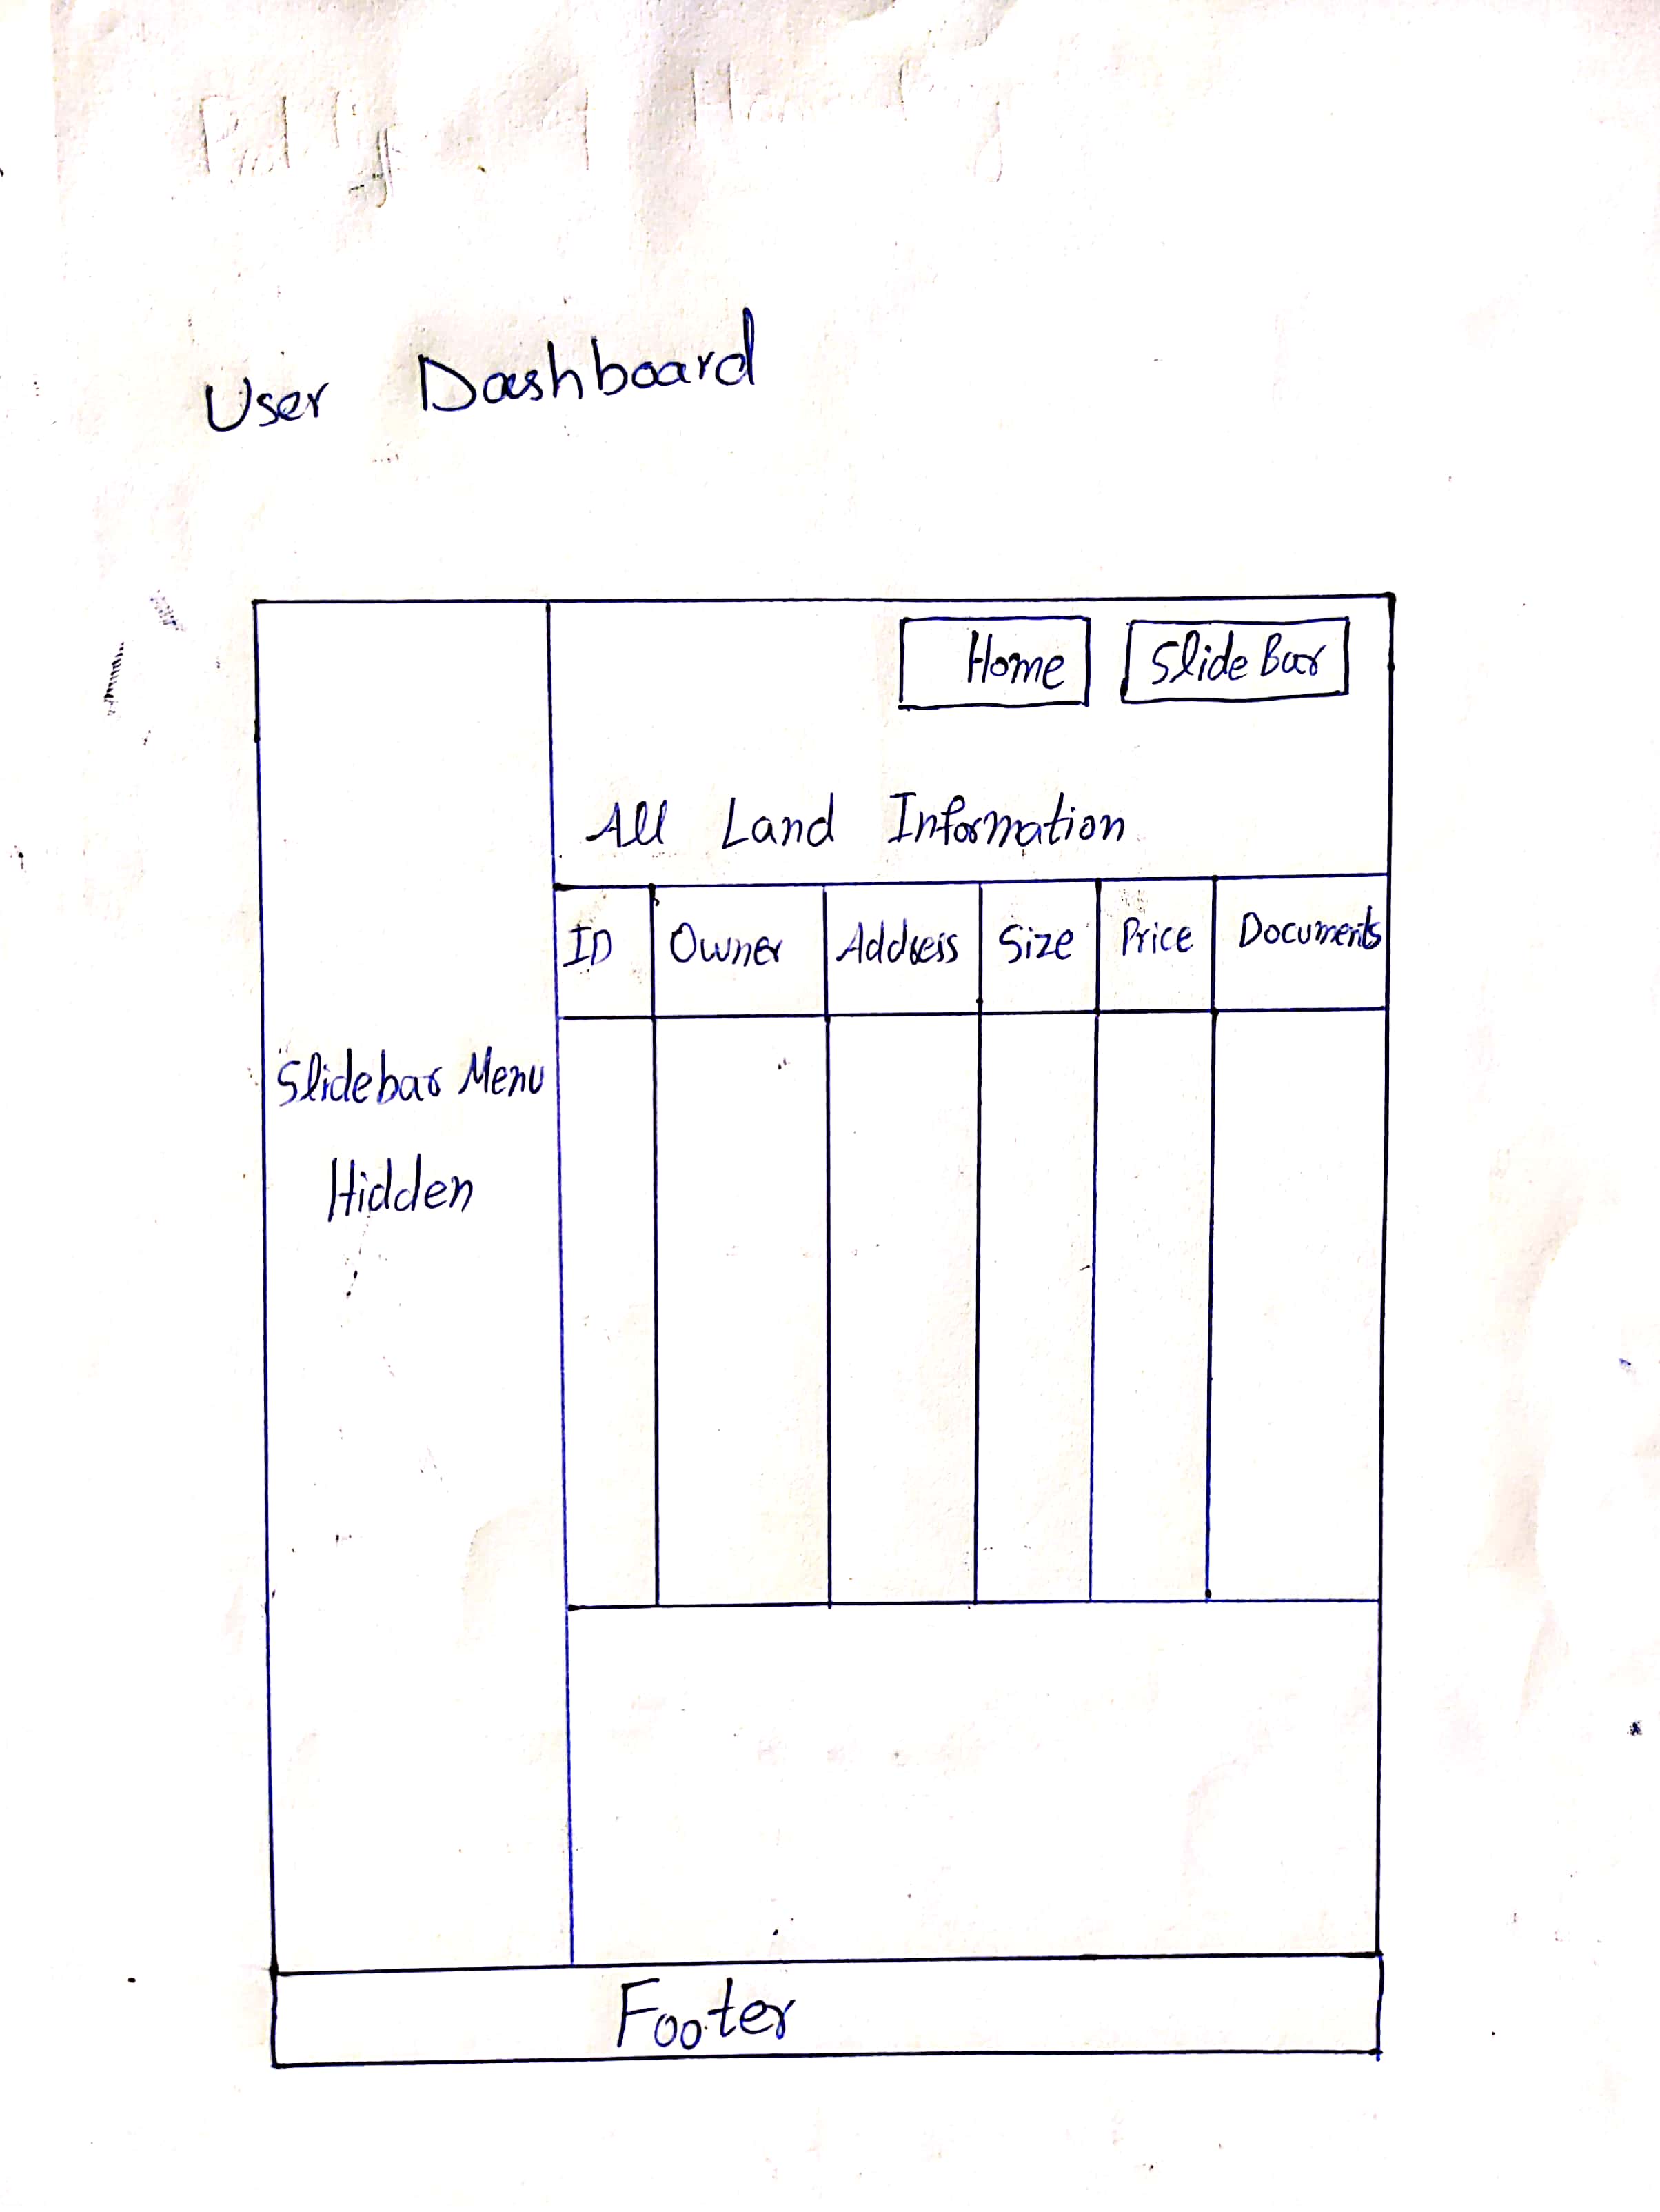 User Dashboard
Home
Slide Bar
All Land Information
ID
Owner
Address
Size
Price
Documents
Slidebar Menu
Hidden
Footer